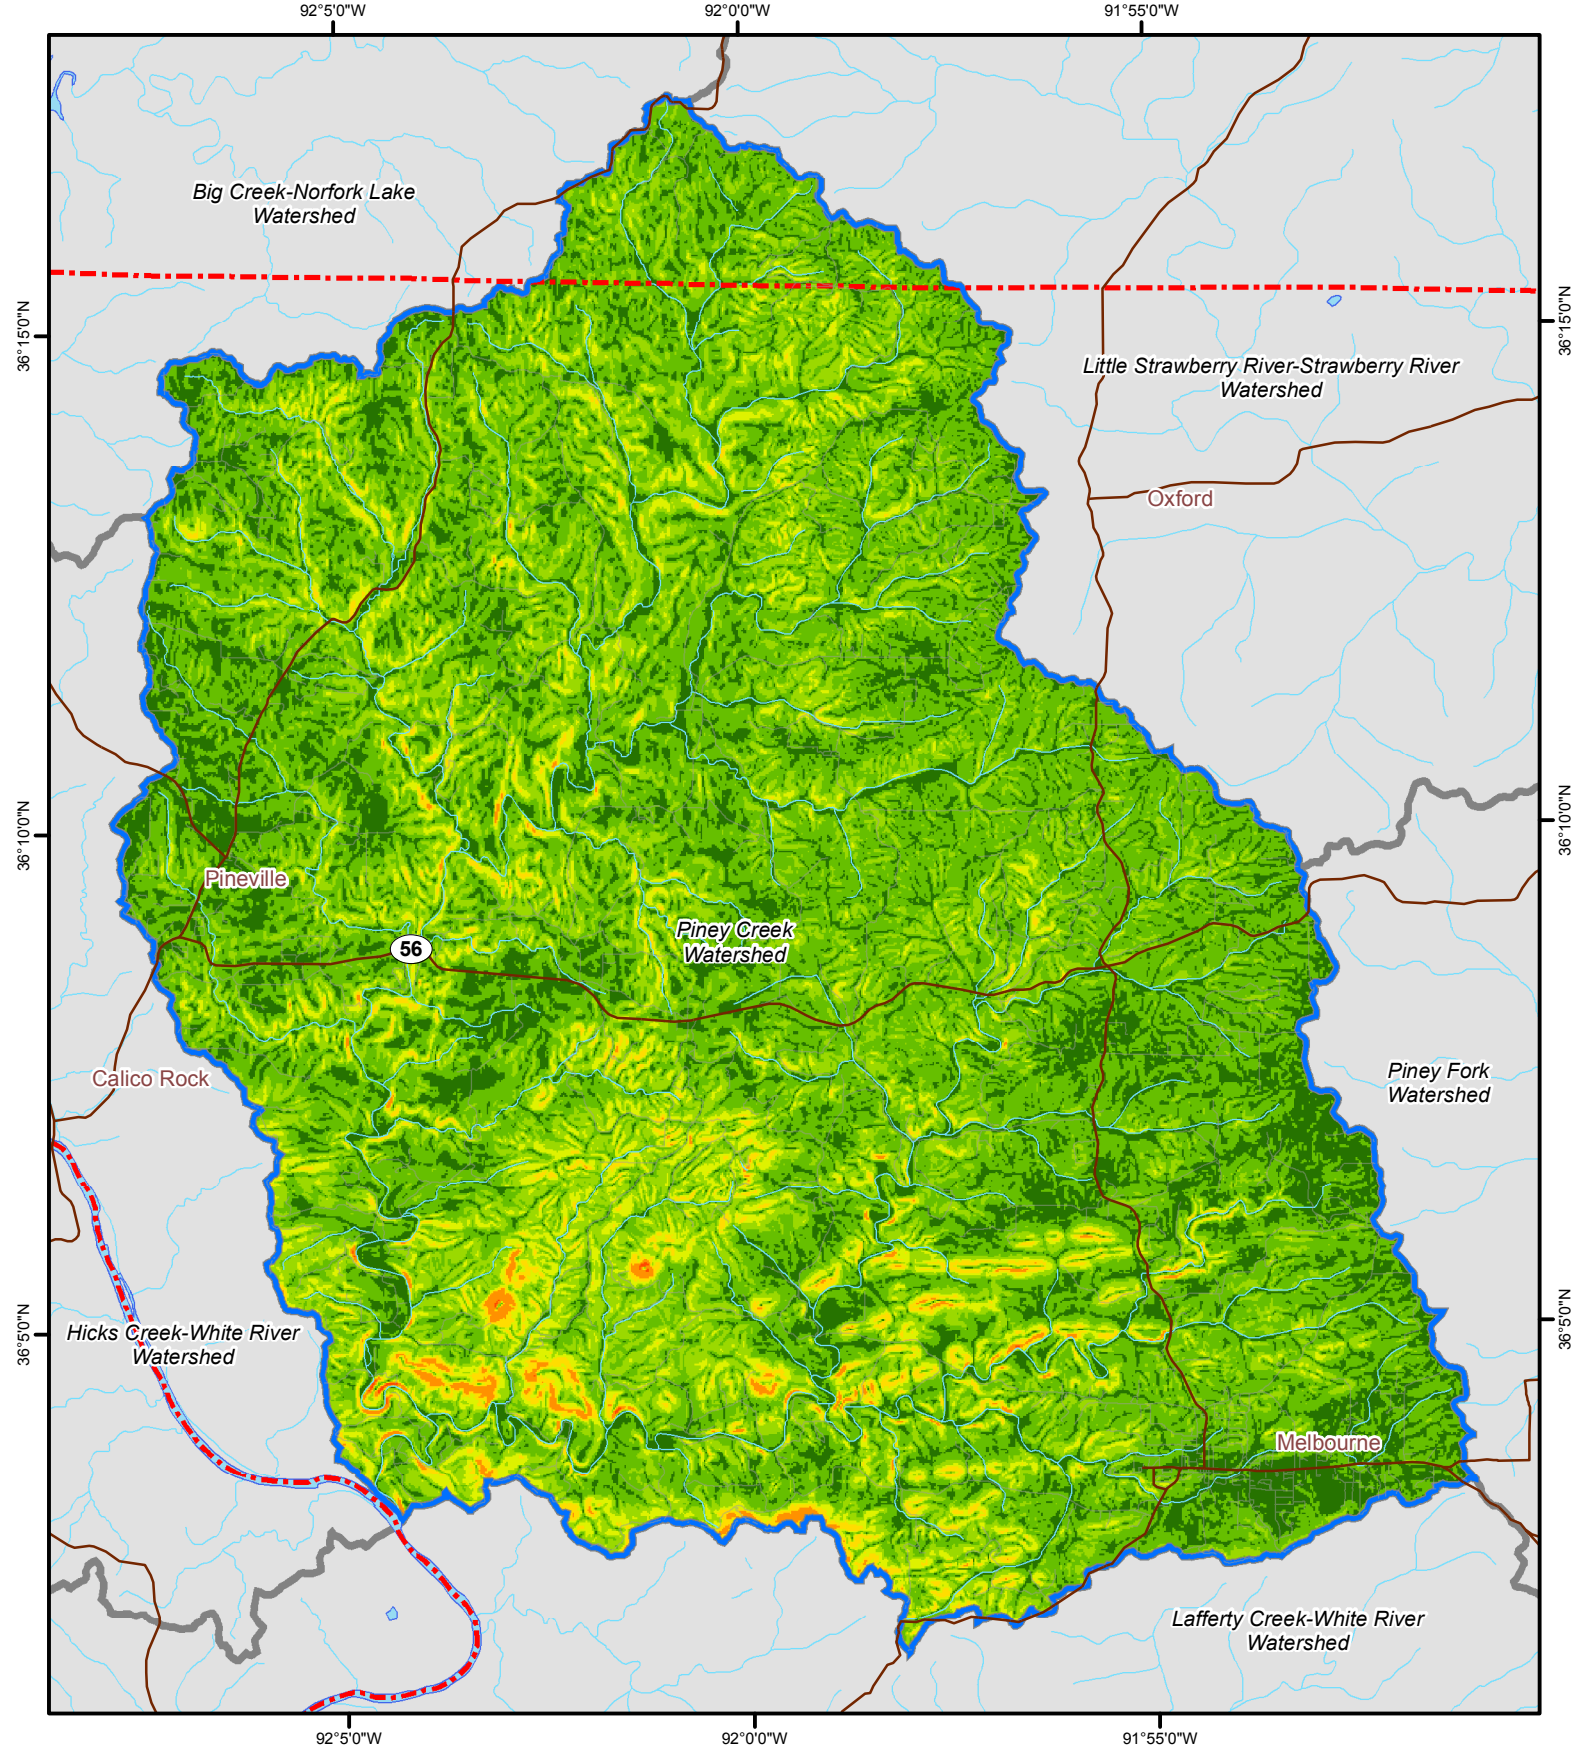 92°5'0"W
92°0'0"W
91°55'0"W
Big Creek-Norfork Lake
Watershed
36°15'0"N
36°15'0"N
Little Strawberry River-Strawberry River
Watershed
Oxford
36°10'0"N
36°10'0"N
Pineville
Piney Creek
Watershed
56
Calico Rock
Piney Fork
Watershed
36°5'0"N
36°5'0"N
Hicks Creek-White River
Watershed
Melbourne
Lafferty Creek-White River
Watershed
92°5'0"W
92°0'0"W
91°55'0"W